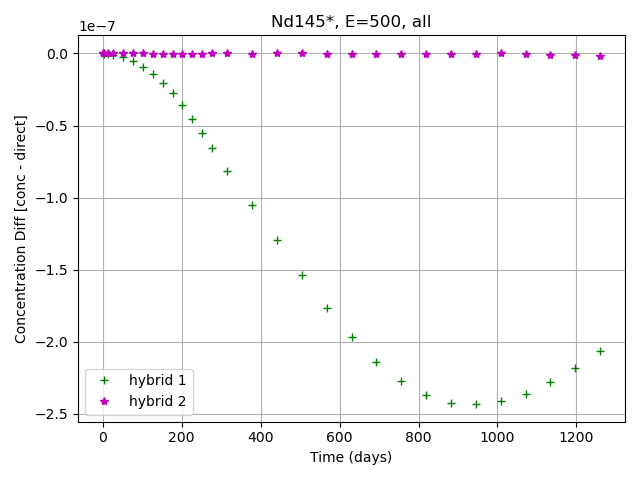 Nd145*, E=500, all
1e−7
0.0
−0.5
−1.0
−1.5
−2.0
−2.5
Concentration Diff [conc - direct]
hybrid 1
hybrid 2
0 200 400 600 800 1000 1200
Time (days)